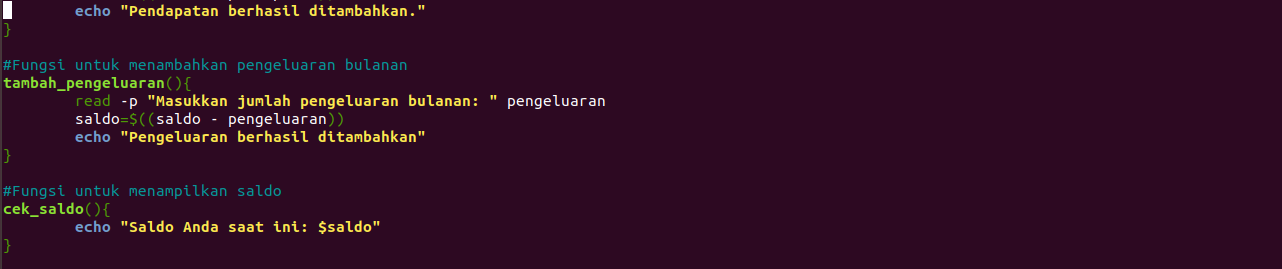 echo "Pendapatan berhasil ditambahkan."
}
#Fungsi untuk menambahkan pengeluaran bulanan
tambah_pengeluaran(){
read -p "Masukkan jumlah pengeluaran bulanan: " pengeluaran
saldo=$((saldo - pengeluaran))
echo "Pengeluaran berhasil ditambahkan"
}
#Fungsi untuk menampilkan saldo
cek_saldo(){
echo "Saldo Anda saat ini: $saldo"
}